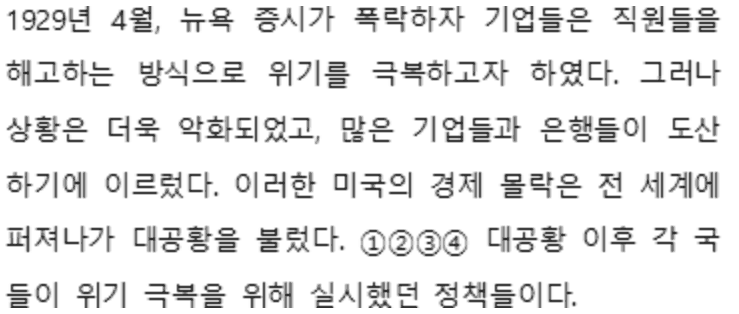 1929년 4월, 뉴욕 증시가 폭락하자 기업들은 직원들을
해고하는 방식으로 위기를 극복하고자 하였다. 그러나
상황은 더욱 악화되었고, 많은 기업들과 은행들이 도산
하기에 이르렀다. 이러한 미국의 경제 몰락은 전 세계에
퍼져나가 대공황을 불렀다. ①②③④ 대공황 이후 각 국
들이 위기 극복을 위해 실시했던 정책들이다.